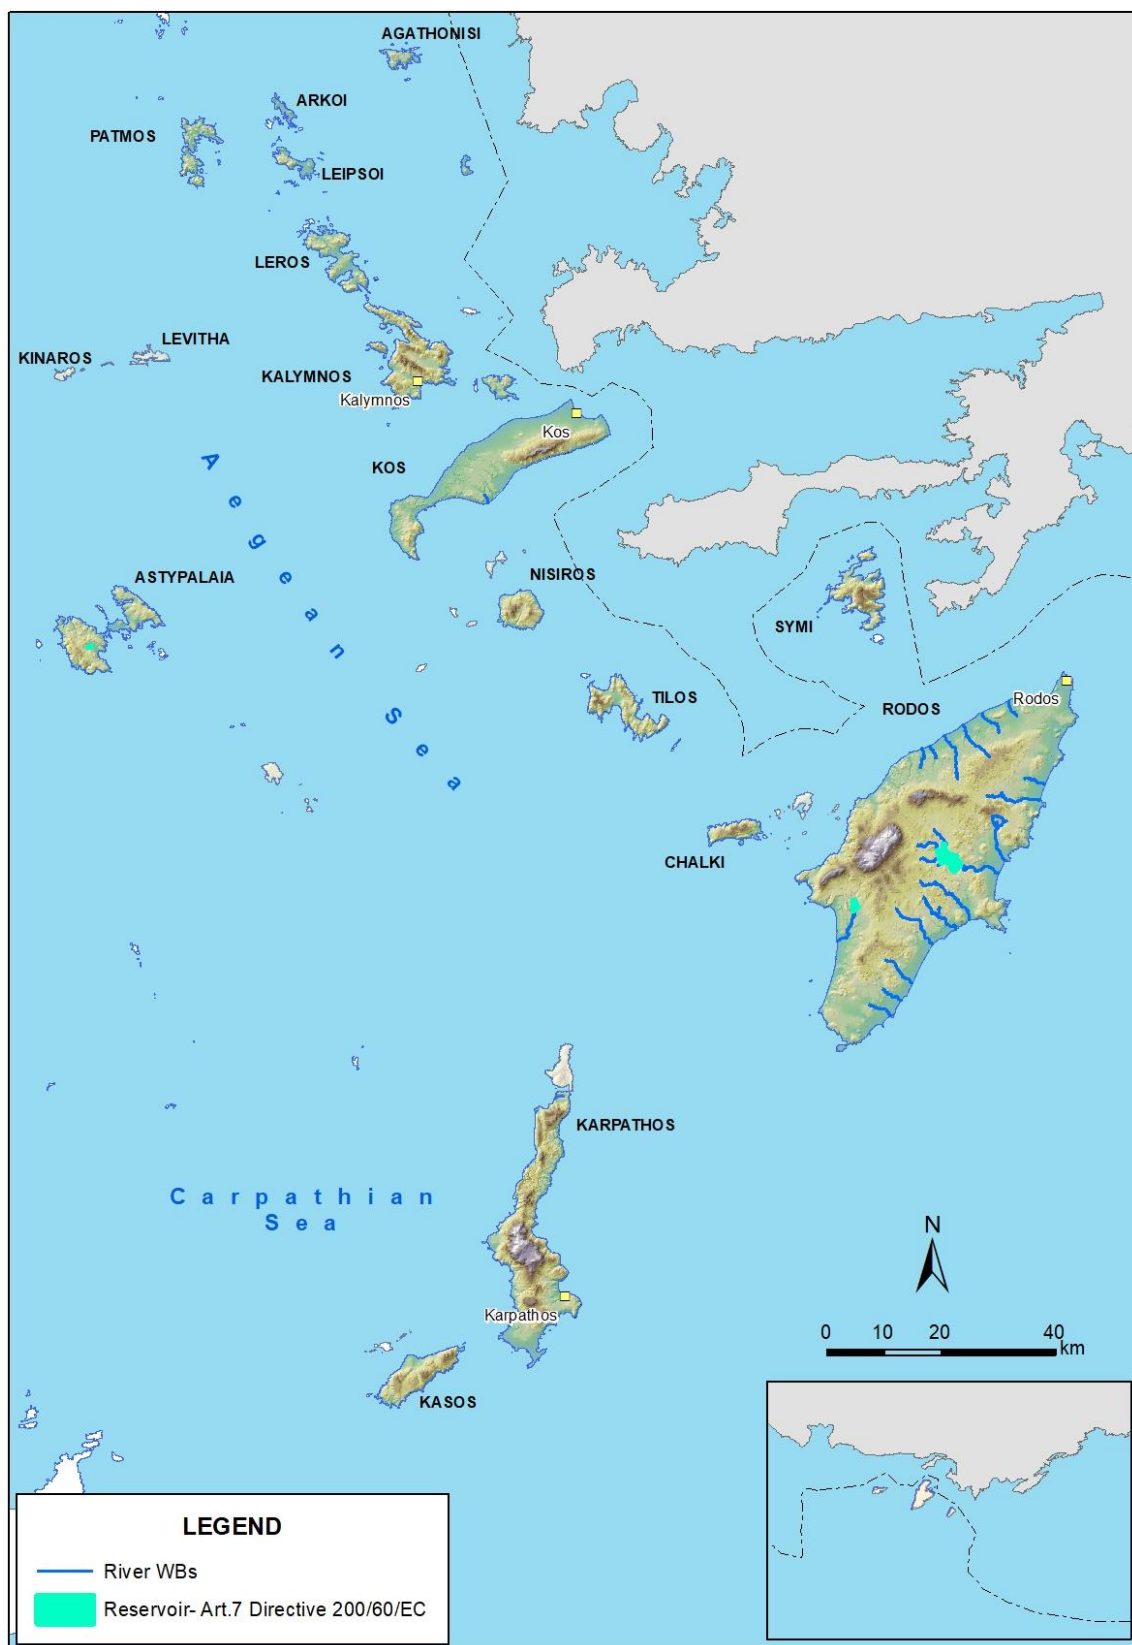 AGATHONISI
ARKOI
PATMOS
LEIPSOI
LEROS
LEVITHA
KINAROS
KALYMNOS
Kalymnos
Kos
KOS
Aegean Sea
ASTYPALAIA
NISIROS
SYMI
TILOS
Rodos
RODOS
CHALKI
KARPATHOS
Carpathian
Sea
N
Karpathos
0 10 20 40
km
KASOS
LEGEND
River WBs
Reservoir- Art.7 Directive 200/60/EC